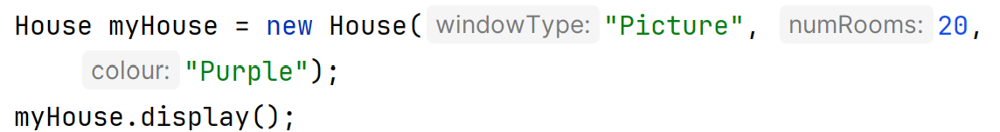 House myHouse = new House( windowType: "Picture", numRooms: 20,
colour: "Purple");
myHouse.display();